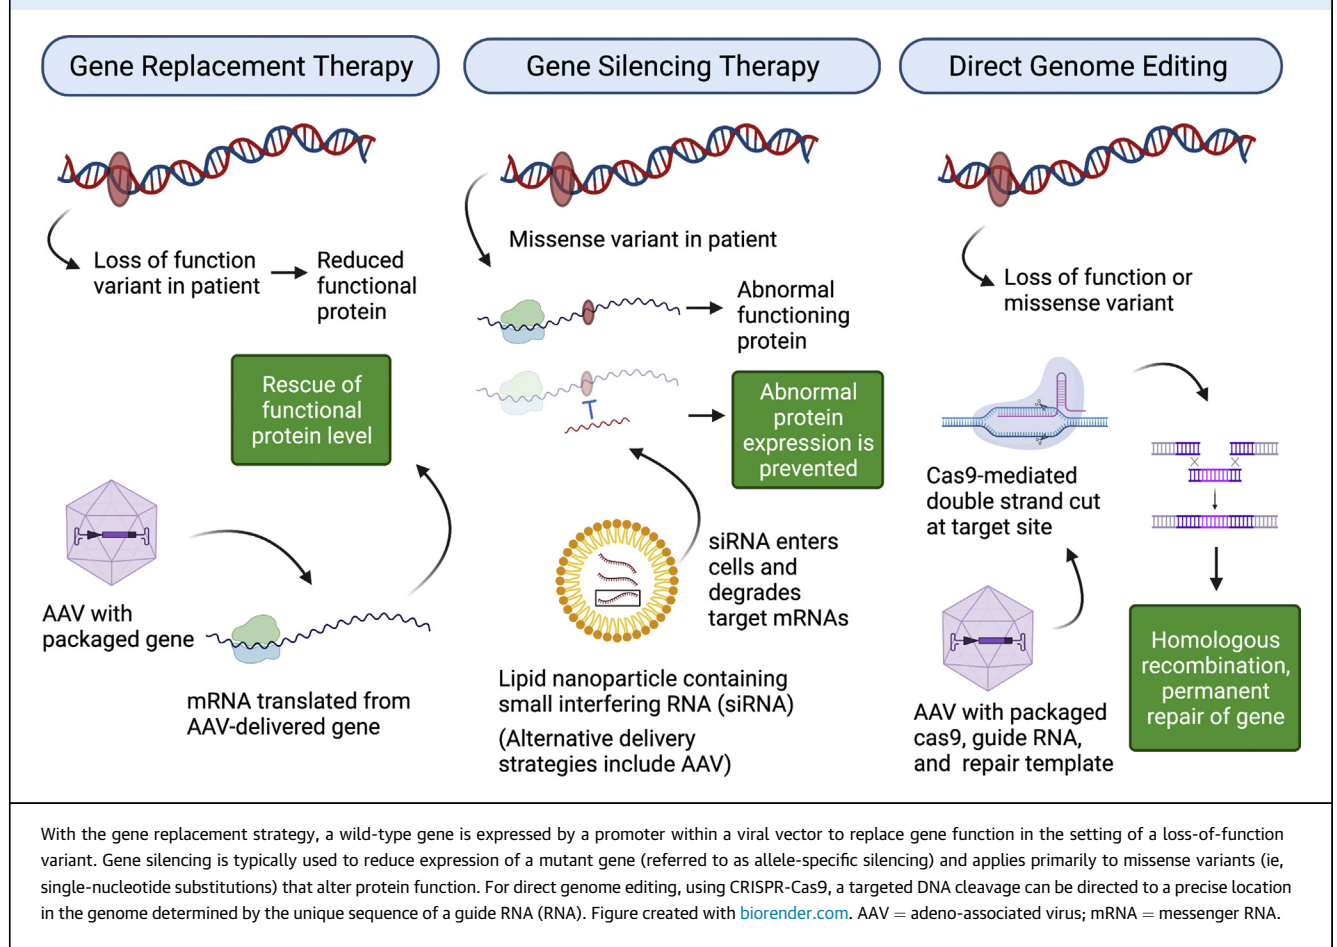 Gene Replacement Therapy
Loss of function
variant in patient
Reduced
functional
protein
Rescue of
functional
protein level
AAV with
packaged gene
mRNA translated from
AAV-delivered gene
Gene Silencing Therapy
Missense variant in patient
Abnormal
functioning
protein
Abnormal
protein
expression is
prevented
siRNA enters
cells and
degrades
target mRNAs
Lipid nanoparticle containing
small interfering RNA (siRNA)
(Alternative delivery
strategies include AAV)
Direct Genome Editing
Loss of function or
missense variant
Cas9-mediated
double strand cut
at target site
AAV with packaged
cas9, guide RNA,
and repair template
Homologous
recombination,
permanent
repair of gene
With the gene replacement strategy, a wild-type gene is expressed by a promoter within a viral vector to replace gene function in the setting of a loss-of-function
variant. Gene silencing is typically used to reduce expression of a mutant gene (referred to as allele-specific silencing) and applies primarily to missense variants (ie,
single-nucleotide substitutions) that alter protein function. For direct genome editing, using CRISPR-Cas9, a targeted DNA cleavage can be directed to a precise location
in the genome determined by the unique sequence of a guide RNA (RNA). Figure created with biorender.com. AAV = adeno-associated virus; mRNA = messenger RNA.